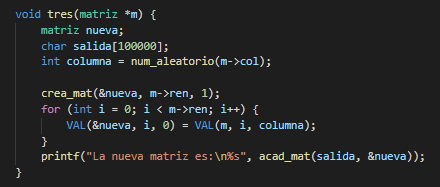 void tres(matriz *m) {
    matriz nueva;
    char salida[100000];
    int columna = num_aleatorio(m->col);

    crea_mat(&nueva, m->ren, 1);
    for (int i = 0; i < m->ren; i++) {
        VAL(&nueva, i, 0) = VAL(m, i, columna);
    }
    printf("La nueva matriz es:\n%s", acad_mat(salida, &nueva));
}